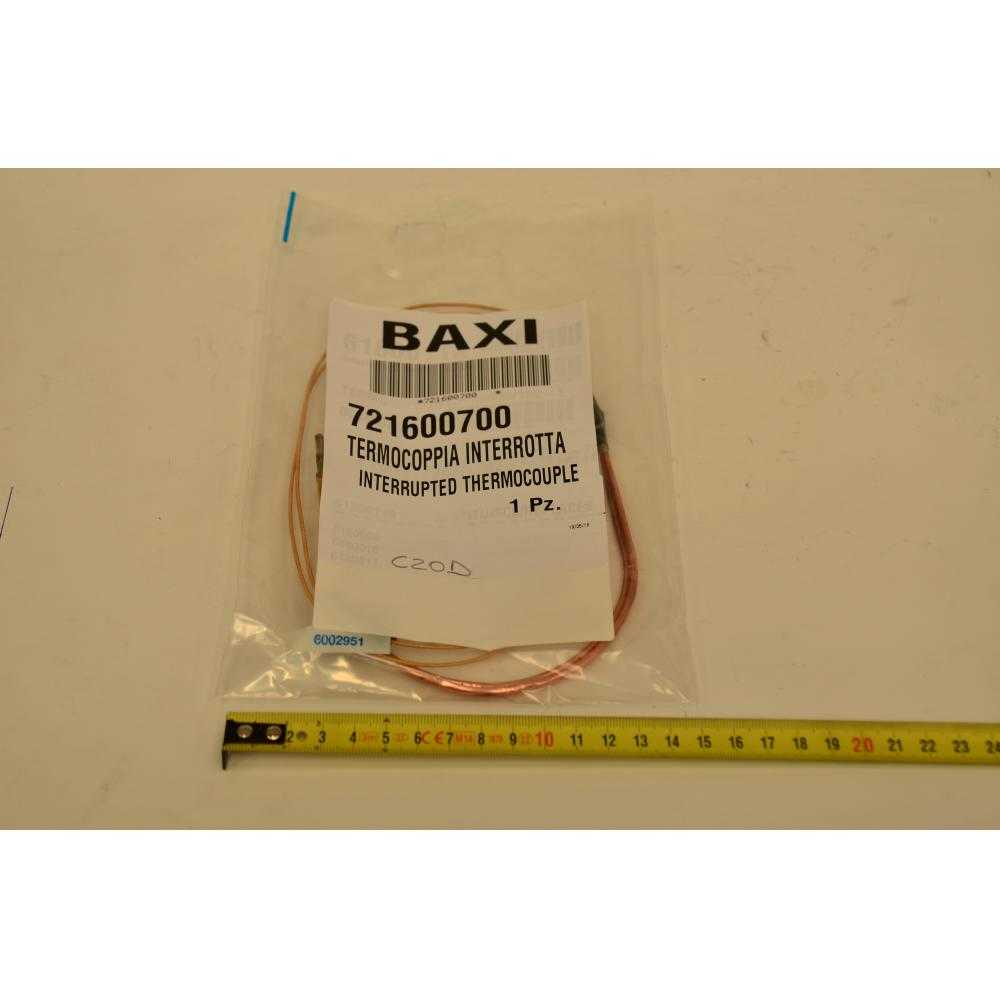 BAXI
*721600700 *
721600700
TERMOCOPPIA INTERROTTA
INTERRUPTED THERMOCOUPLE
1 Pz.
C20D
6002951
2 3 4 5 6 7 8 9 10 11 12 13 14 15 16 17 18 19 20 21 22 23 24